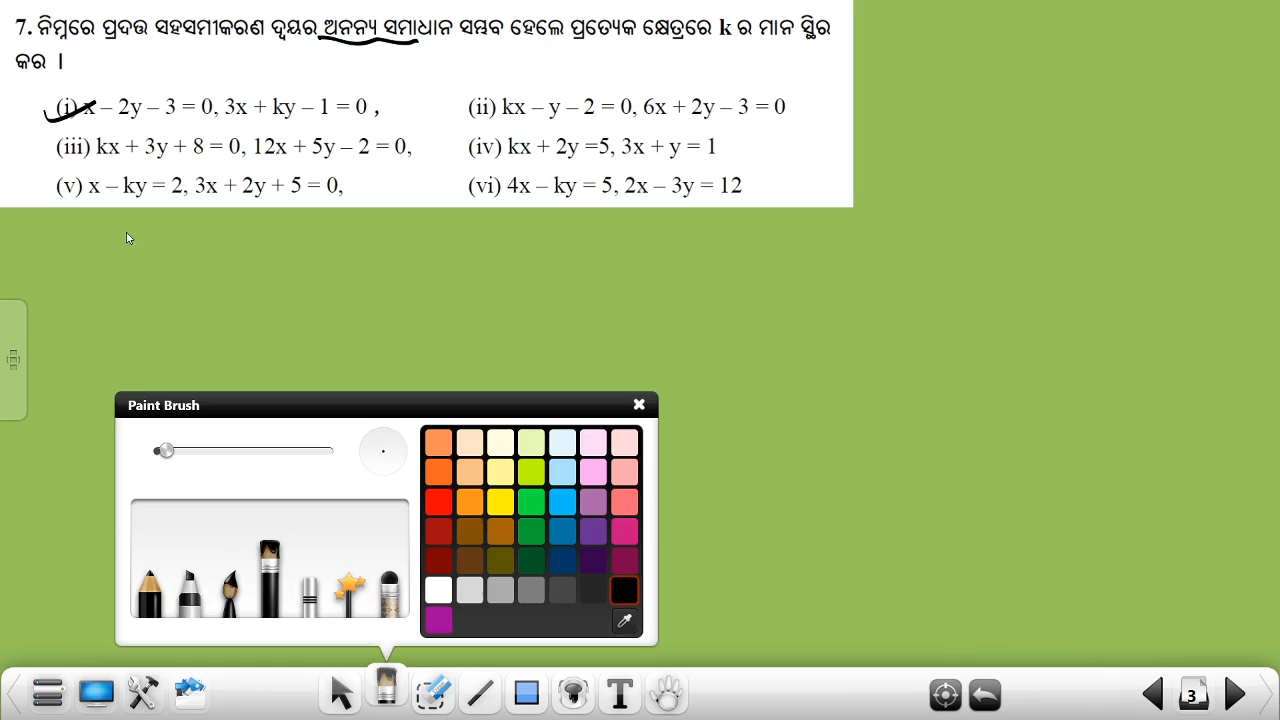 7. ନିମ୍ନରେ ପ୍ରଦତ୍ତ ସହସମୀକରଣ ଦ୍ୱୟର ଅନନ୍ୟ ସମାଧାନ ସମ୍ଭବ ହେଲେ ପ୍ରତ୍ୟେକ କ୍ଷେତ୍ରରେ k ର ମାନ ସ୍ଥିର
କର ।
(i) x – 2y – 3 = 0, 3x + ky – 1 = 0 , (ii) kx – y – 2 = 0, 6x + 2y – 3 = 0
(iii) kx + 3y + 8 = 0, 12x + 5y – 2 = 0, (iv) kx + 2y =5, 3x + y = 1
(v) x – ky = 2, 3x + 2y + 5 = 0, (vi) 4x – ky = 5, 2x – 3y = 12
Paint Brush
T
3